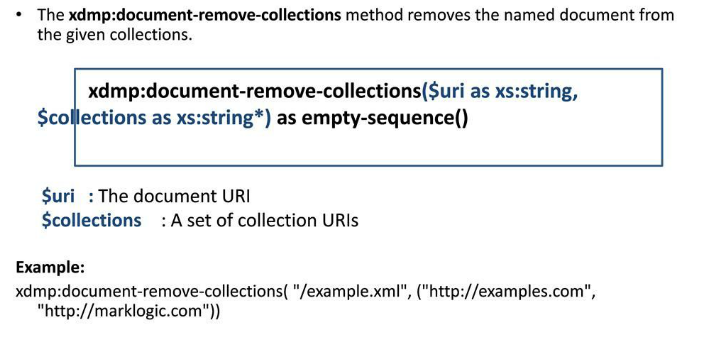 • The xdmp:document-remove-collections method removes the named document from
the given collections.
xdmp:document-remove-collections($uri as xs:string,
$collections as xs:string*) as empty-sequence()
$uri : The document URI
$collections : A set of collection URIs
Example:
xdmp:document-remove-collections( "/example.xml", ("http://examples.com",
"http://marklogic.com"))